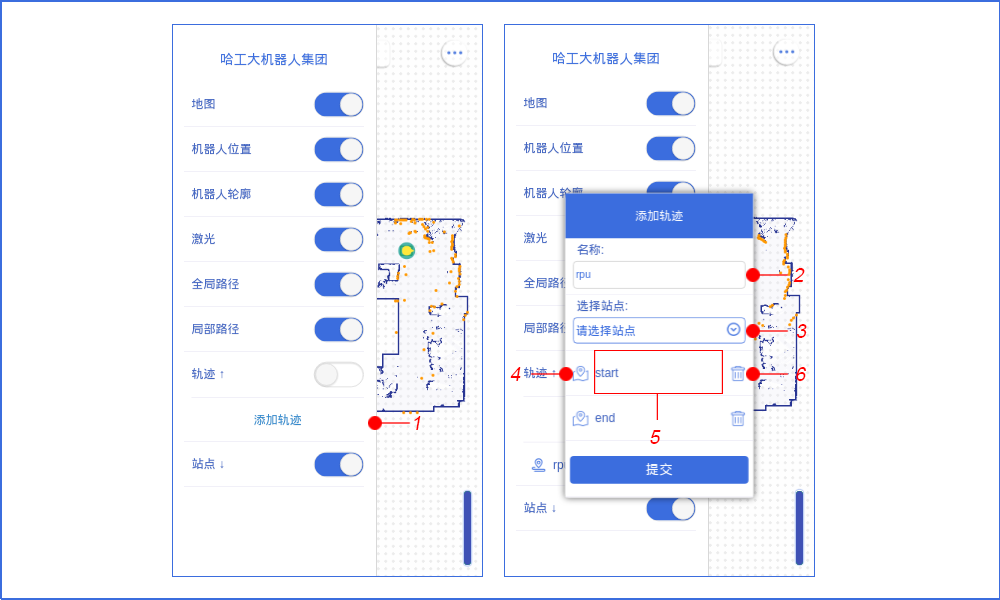 哈工大机器人集团
地图
机器人位置
机器人轮廓
激光
全局路径
局部路径
轨迹 ↑
添加轨迹
1
站点 ↓
哈工大机器人集团
地图
机器人位置
机器人轮廓
激光
全局路径
局部路径
轨迹 ↑
添加轨迹
名称:
rpu
2
选择站点:
请选择站点
3
4
start
6
end
5
提交
rpu
站点 ↓